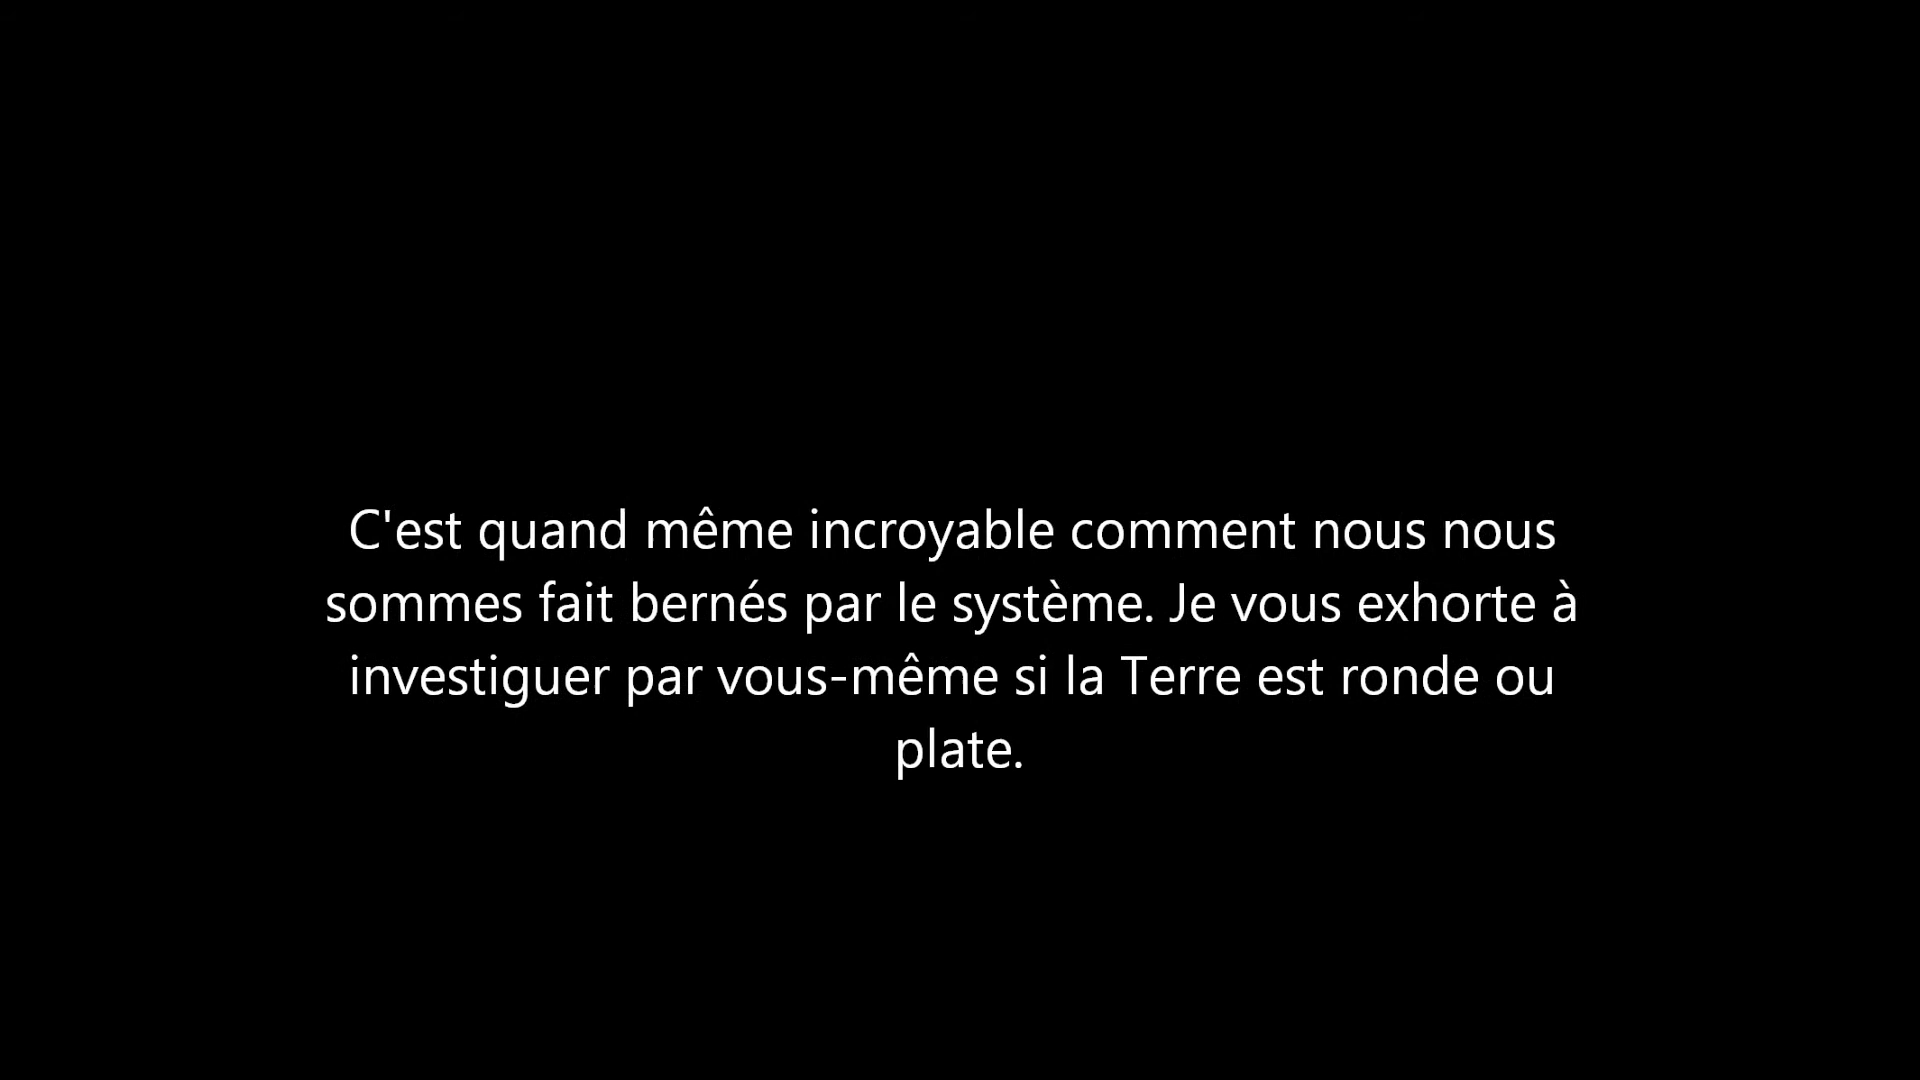 C'est quand même incroyable comment nous nous
sommes fait bernés par le système. Je vous exhorte à
investiguer par vous-même si la Terre est ronde ou
plate.